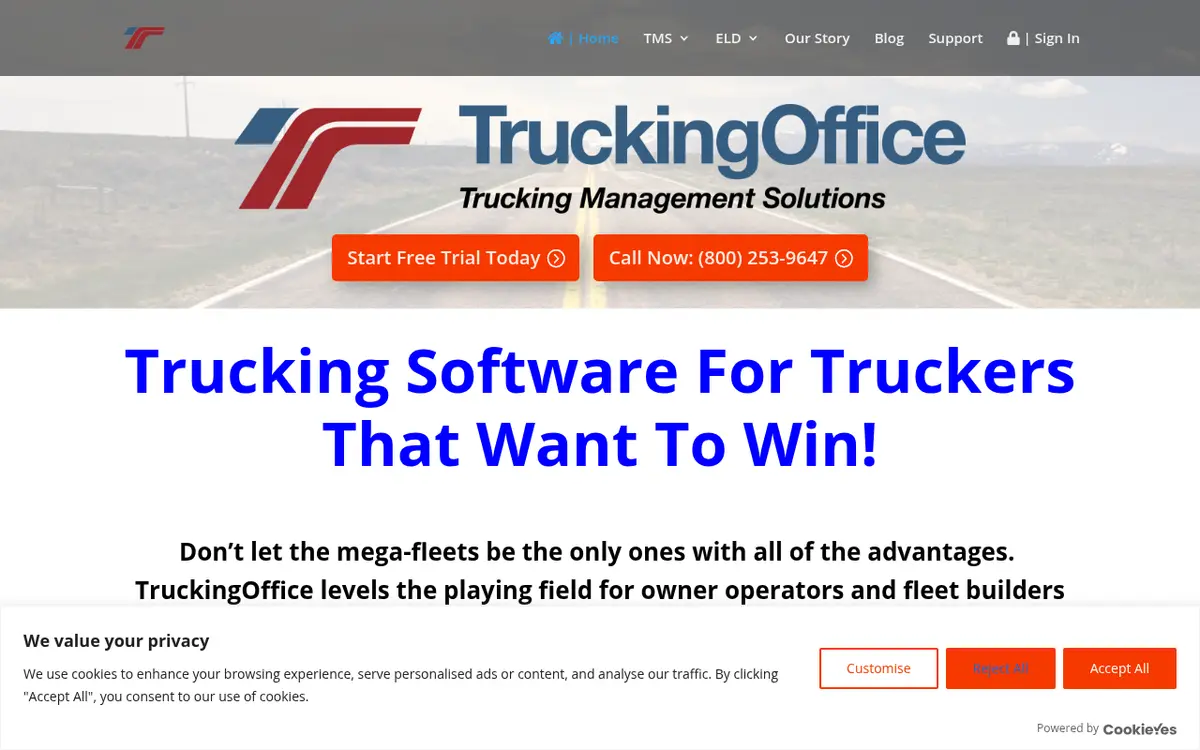 | Home
TMS
ELD
Our Story
Blog
Support
| Sign In
TruckingOffice
Trucking Management Solutions
Start Free Trial Today
Call Now: (800) 253-9647
Trucking Software For Truckers
That Want To Win!
Don’t let the mega-fleets be the only ones with all of the advantages.
TruckingOffice levels the playing field for owner operators and fleet builders
We value your privacy
We use cookies to enhance your browsing experience, serve personalised ads or content, and analyse our traffic. By clicking
"Accept All", you consent to our use of cookies.
Customise
Reject All
Accept All
Powered by CookieYes